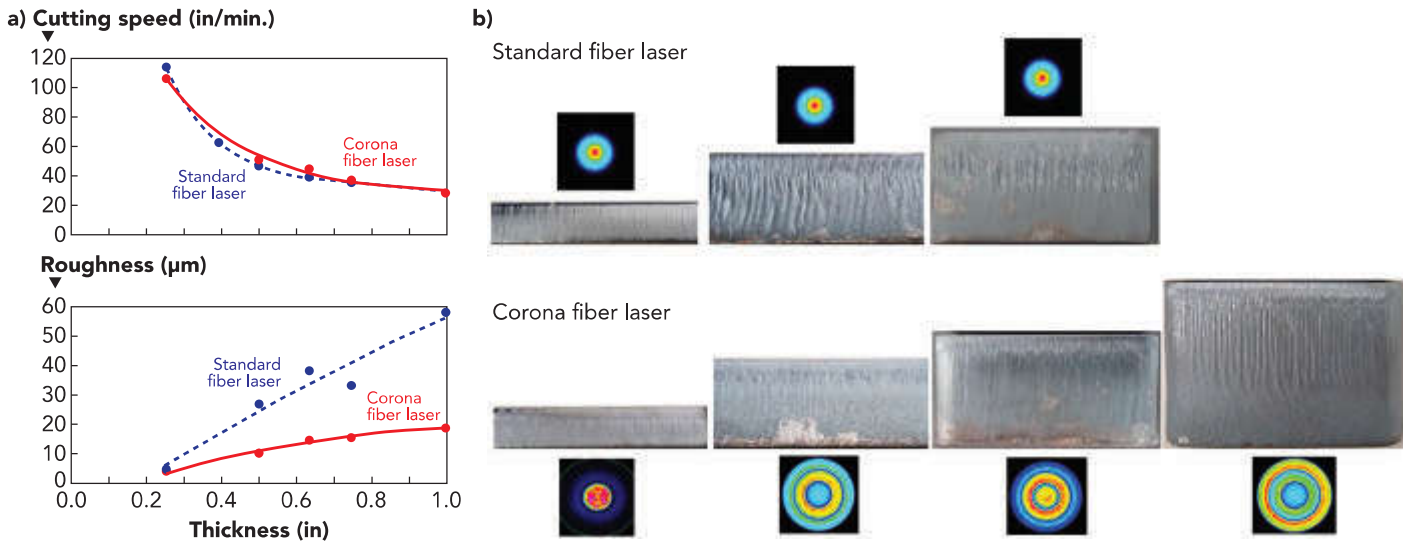 a) Cutting speed (in/min.)
120
100
80
60
40
20
0
Corona
fiber laser
Standard
fiber laser
Roughness (µm)
60
50
40
30
20
10
0
Standard
fiber laser
Corona
fiber laser
0.0
0.2
0.4
0.6
0.8
1.0
Thickness (in)
b)
Standard fiber laser
Corona fiber laser